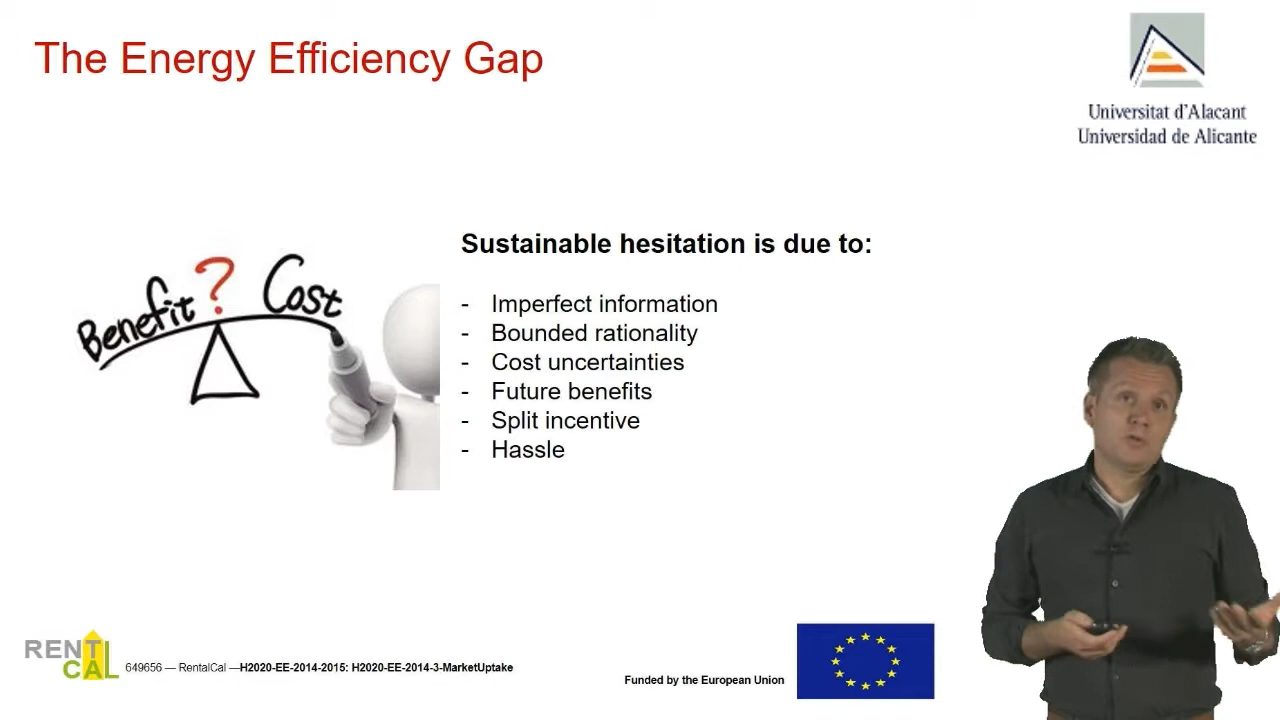 The Energy Efficiency Gap
Universitat d'Alacant
Universidad de Alicante
Benefit ? Cost
Sustainable hesitation is due to:
- Imperfect information
- Bounded rationality
- Cost uncertainties
- Future benefits
- Split incentive
- Hassle
RENT
CAL
649656 — RentalCal —H2020-EE-2014-2015: H2020-EE-2014-3-MarketUptake
Funded by the European Union